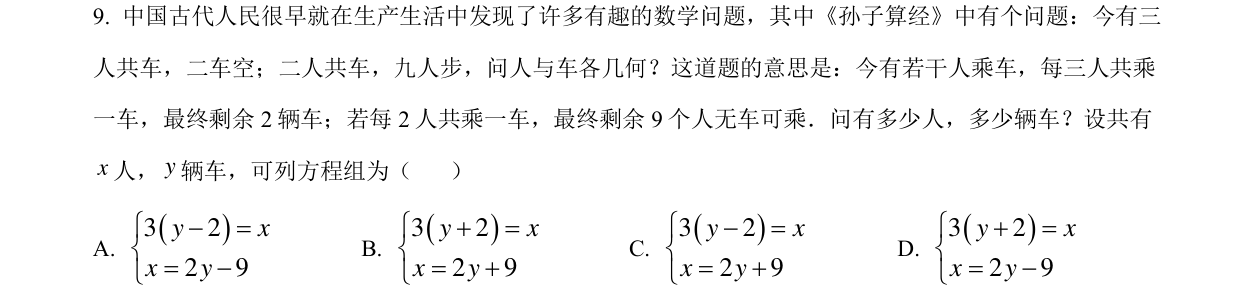 9. 中国古代人民很早就在生产生活中发现了许多有趣的数学问题，其中《孙子算经》中有个问题：今有三
人共车，二车空；二人共车，九人步，问人与车各几何？这道题的意思是：今有若干人乘车，每三人共乘
一车，最终剩余 2 辆车；若每 2 人共乘一车，最终剩余 9 个人无车可乘．问有多少人，多少辆车？设共有
x 人， y 辆车，可列方程组为（　　）
A. {3(y−2)=x B. {3(y+2)=x C. {3(y−2)=x D. {3(y+2)=x
x=2y−9 x=2y+9 x=2y+9 x=2y−9